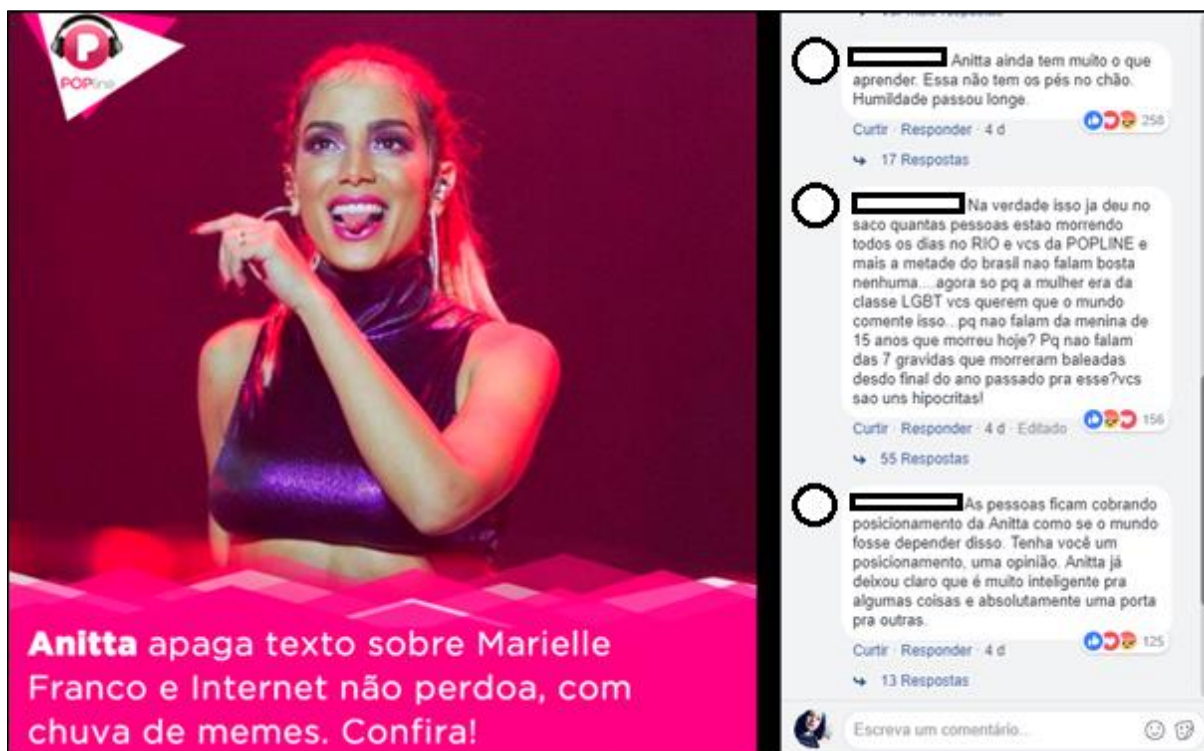 POPline
Anitta apaga texto sobre Marielle
Franco e Internet não perdoa, com
chuva de memes. Confira!
Anitta ainda tem muito o que
aprender. Essa não tem os pés no chão.
Humildade passou longe.
258
Curtir · Responder · 4 d
17 Respostas
Na verdade isso ja deu no
saco quantas pessoas estao morrendo
todos os dias no RIO e vcs da POPLINE e
mais a metade do brasil nao falam bosta
nenhuma....agora so pq a mulher era da
classe LGBT vcs querem que o mundo
comente isso...pq nao falam da menina de
15 anos que morreu hoje? Pq nao falam
das 7 gravidas que morreram baleadas
desdo final do ano passado pra esse?vcs
sao uns hipocritas!
156
Curtir · Responder · 4 d · Editado
55 Respostas
As pessoas ficam cobrando
posicionamento da Anitta como se o mundo
fosse depender disso. Tenha você um
posicionamento, uma opinião. Anitta já
deixou claro que é muito inteligente pra
algumas coisas e absolutamente uma porta
pra outras.
125
Curtir · Responder · 4 d
13 Respostas
Escreva um comentário...